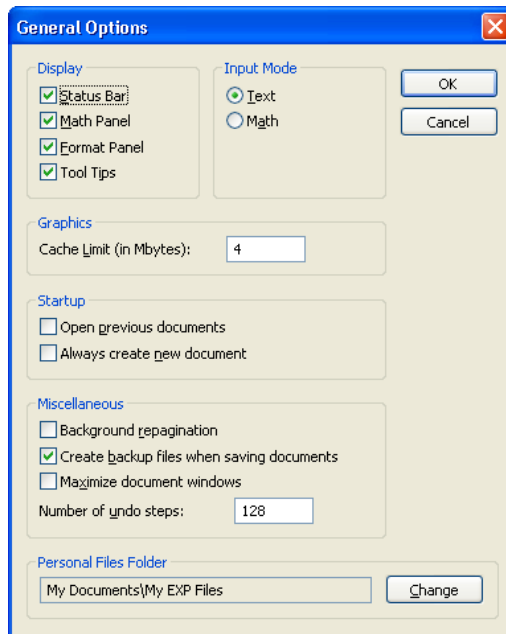 General Options
Display
Status Bar
Math Panel
Format Panel
Tool Tips
Input Mode
Text
Math
OK
Cancel
Graphics
Cache Limit (in Mbytes): 4
Startup
Open previous documents
Always create new document
Miscellaneous
Background repagination
Create backup files when saving documents
Maximize document windows
Number of undo steps: 128
Personal Files Folder
My Documents\My EXP Files
Change